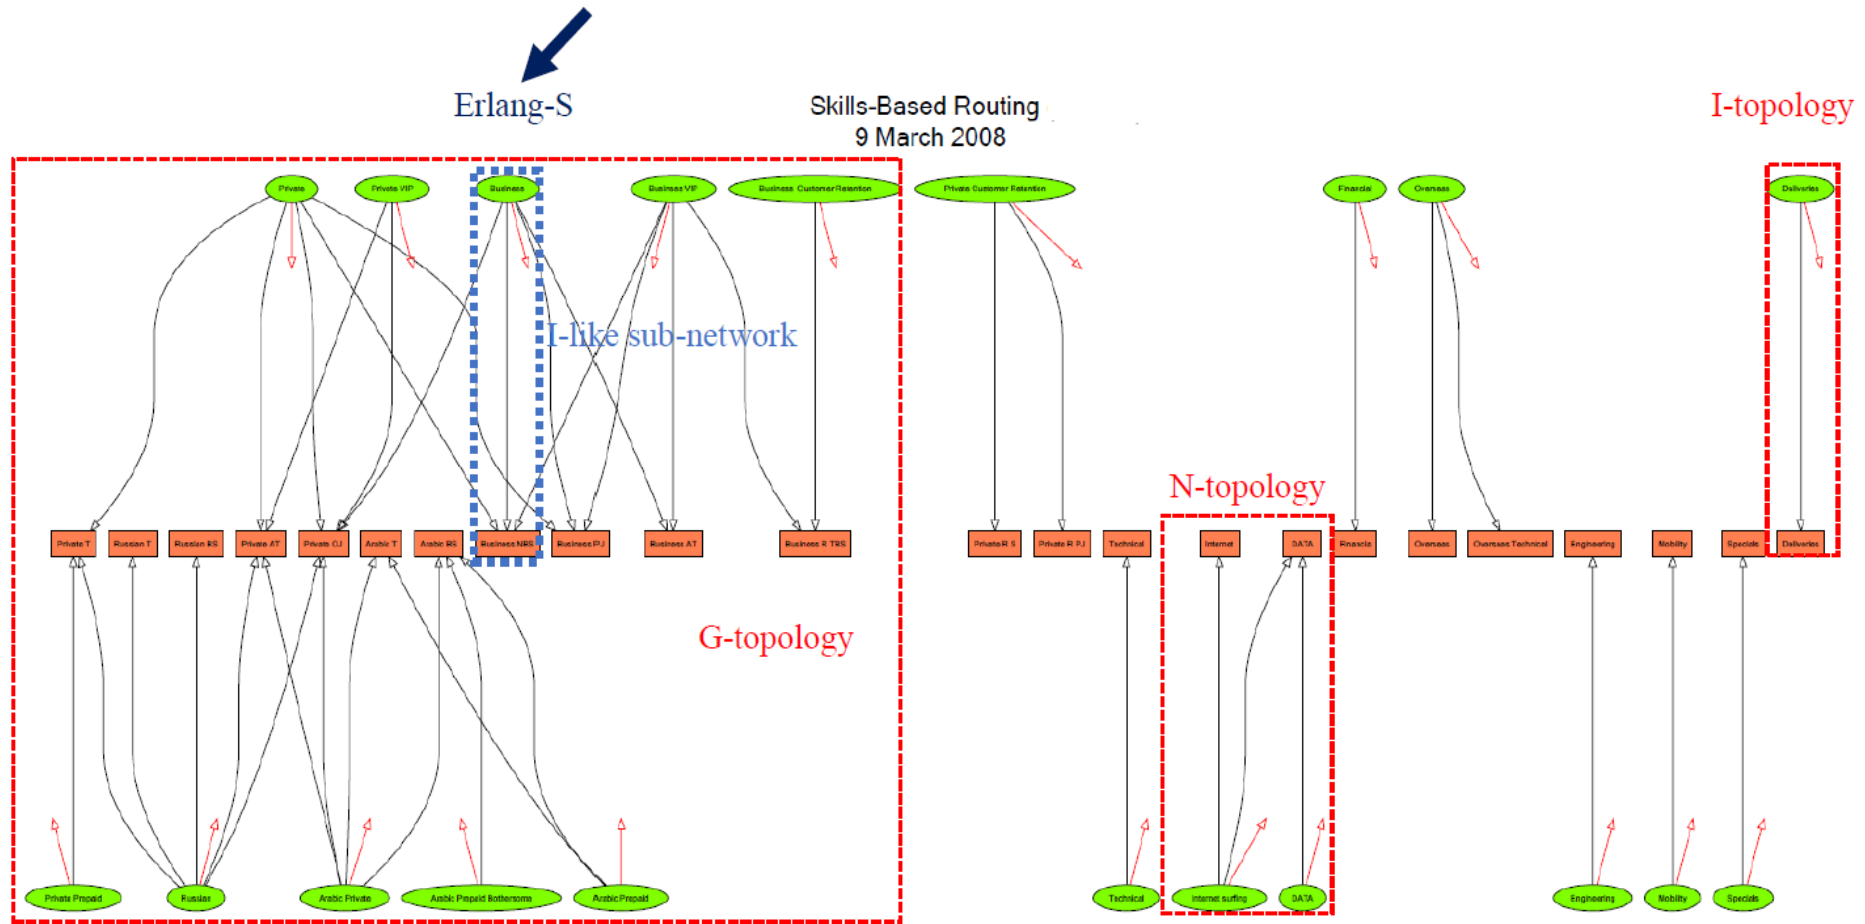 Erlang-S
Skills-Based Routing
9 March 2008
I-topology
Private
Private VIP
Business
Business VIP
Business Customer Retention
Private Customer Retention
Financial
Overseas
Deliveries
I-like sub-network
N-topology
Private T
Russian T
Russian RS
Private AT
Private CU
Arabic T
Arabic RS
Business NRS
Business PU
Business AT
Business R TRS
Private R S
Private R PU
Technical
Internet
DATA
Financia
Overseas
Overseas Technical
Engineering
Mobility
Specials
Deliveries
G-topology
Private Prepaid
Russian
Arabic Private
Arabic Prepaid Bothersome
Arabic Prepaid
Technical
Internet surfing
DATA
Engineering
Mobility
Specials